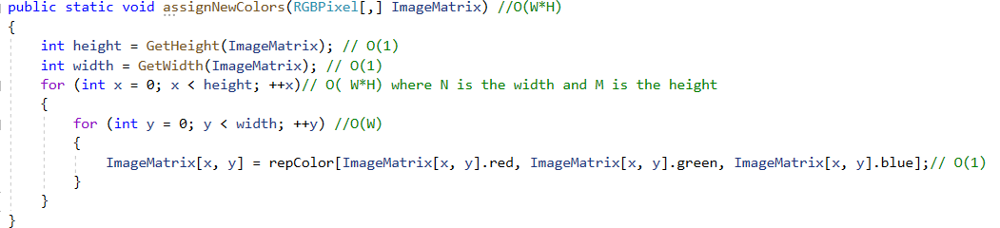 public static void assignNewColors(RGBPixel[,] ImageMatrix) //O(W*H)
{
int height = GetHeight(ImageMatrix); // O(1)
int width = GetWidth(ImageMatrix); // O(1)
for (int x = 0; x < height; ++x)// O( W*H) where N is the width and M is the height
{
for (int y = 0; y < width; ++y) //O(W)
{
ImageMatrix[x, y] = repColor[ImageMatrix[x, y].red, ImageMatrix[x, y].green, ImageMatrix[x, y].blue];// O(1)
}
}
}